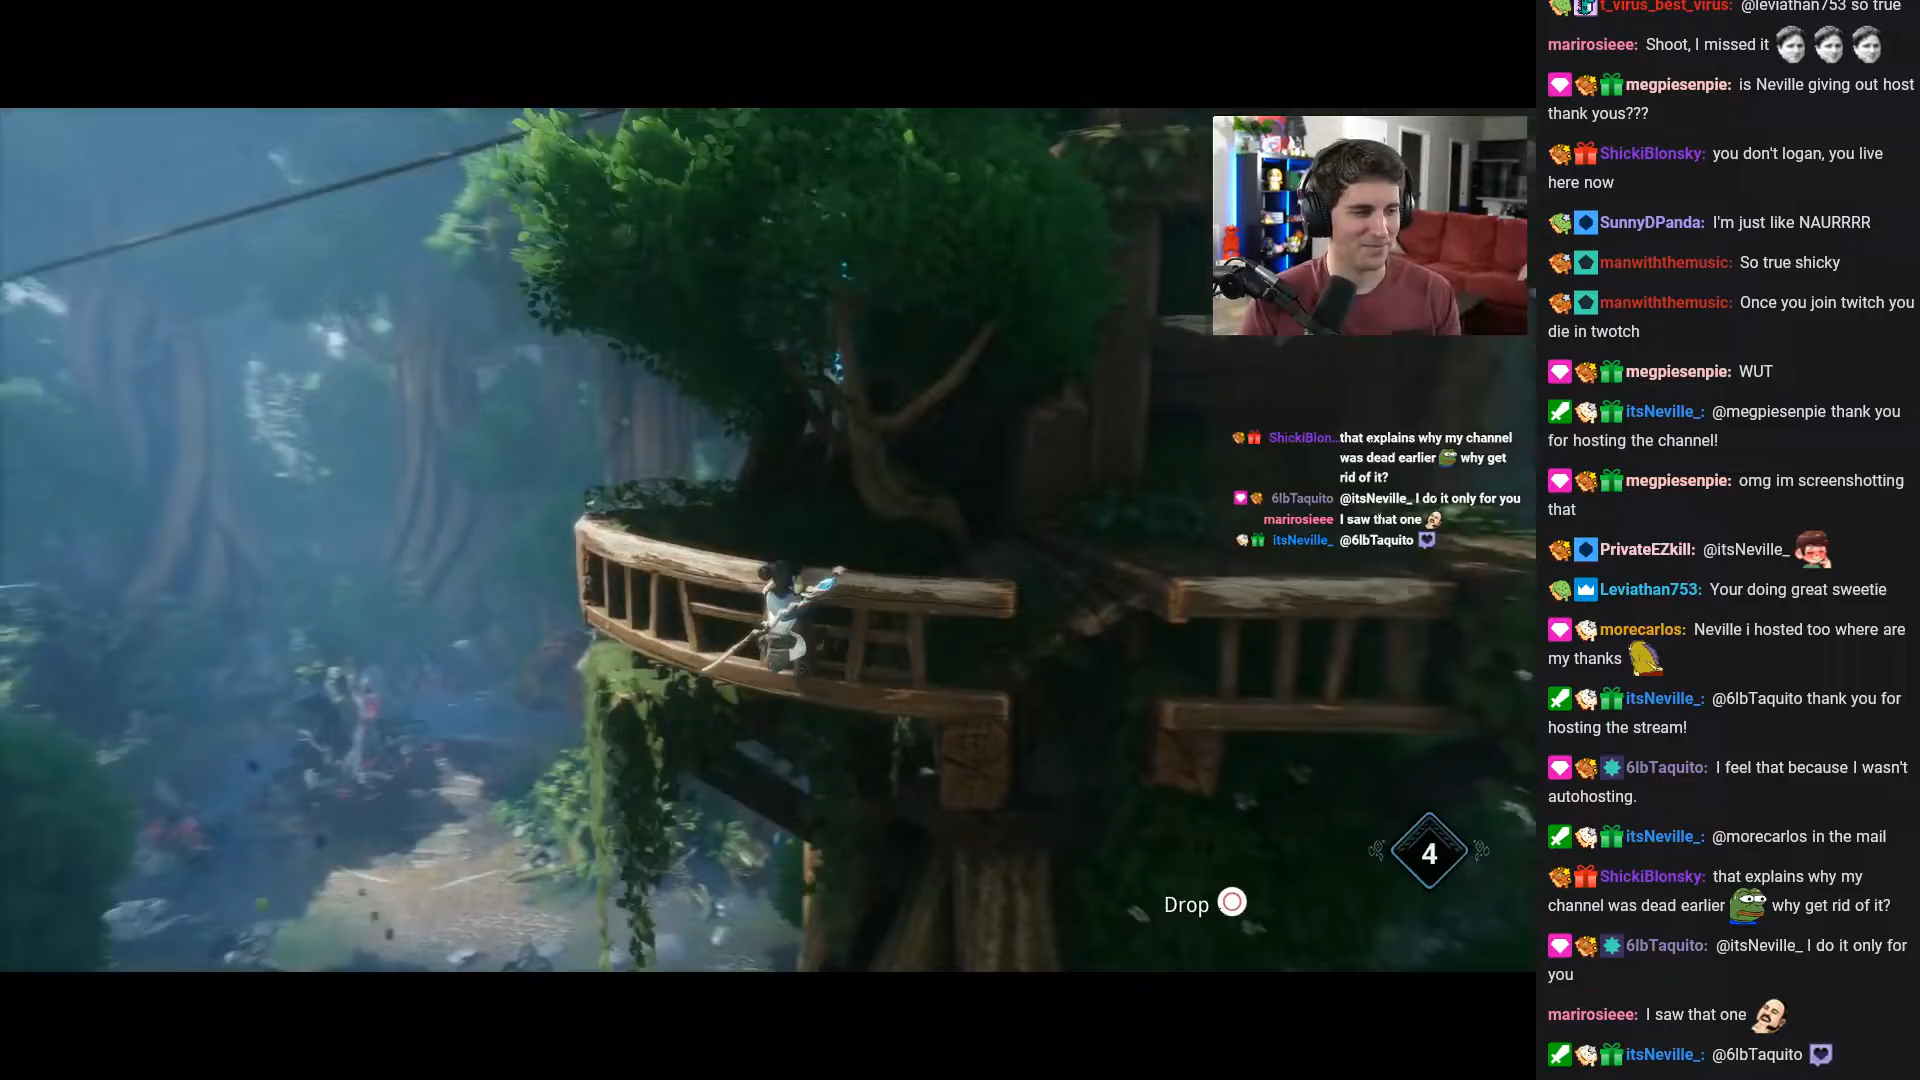 t_virus_best_virus: @leviathan753 so true
marirosieee: Shoot, I missed it
megpiesenpie: is Neville giving out host
thank yous???
ShickiBlonsky: you don't logan, you live
here now
SunnyDPanda: I'm just like NAURRRR
manwiththemusic: So true shicky
manwiththemusic: Once you join twitch you
die in twotch
megpiesenpie: WUT
itsNeville_: @megpiesenpie thank you
for hosting the channel!
megpiesenpie: omg im screenshotting
that
PrivateEZkill: @itsNeville_
Leviathan753: Your doing great sweetie
morecarlos: Neville i hosted too where are
my thanks
itsNeville_: @6lbTaquito thank you for
hosting the stream!
6lbTaquito: I feel that because I wasn't
autohosting.
itsNeville_: @morecarlos in the mail
ShickiBlonsky: that explains why my
channel was dead earlier why get rid of it?
6lbTaquito: @itsNeville_ I do it only for
you
marirosieee: I saw that one
itsNeville_: @6lbTaquito
ShickiBlon... that explains why my channel
was dead earlier why get
rid of it?
6lbTaquito @itsNeville_ I do it only for you
marirosieee I saw that one
itsNeville_ @6lbTaquito
4
Drop